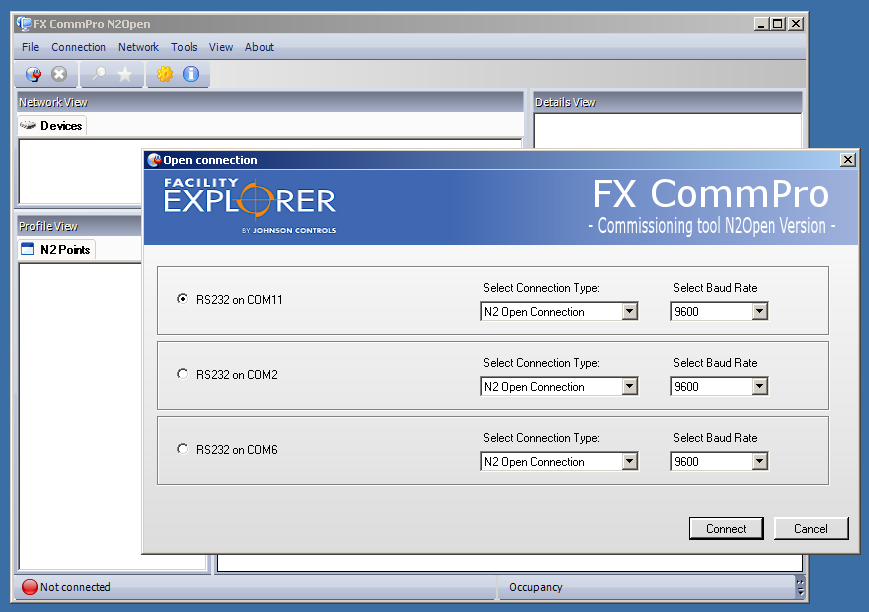 FX CommPro N2Open
File Connection Network Tools View About
Network View
Details View
Devices
Open connection
FACILITY
EXPLORER
BY JOHNSON CONTROLS
FX CommPro
- Commissioning tool N2Open Version -
Profile View
N2 Points
RS232 on COM11
Select Connection Type:
N2 Open Connection
Select Baud Rate
9600
RS232 on COM2
Select Connection Type:
N2 Open Connection
Select Baud Rate
9600
RS232 on COM6
Select Connection Type:
N2 Open Connection
Select Baud Rate
9600
Connect
Cancel
Not connected
Occupancy